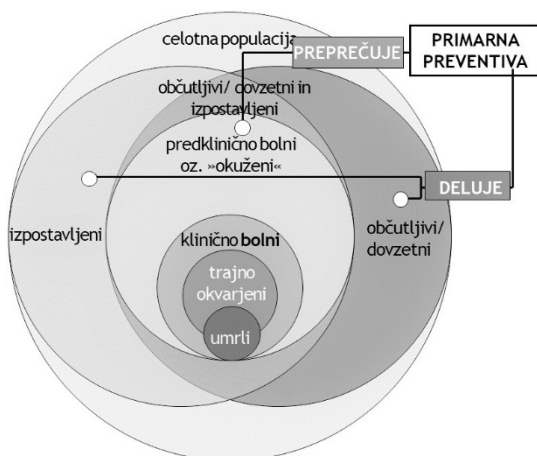 celotna populacija
PREPREČUJE
PRIMARNA
PREVENTIVA
občutljivi/ dovzetni in
izpostavljeni
predklinično bolni
oz. »okuženi«
DELUJE
izpostavljeni
občutljivi/
dovzetni
klinično bolni
trajno
okvarjeni
umrli